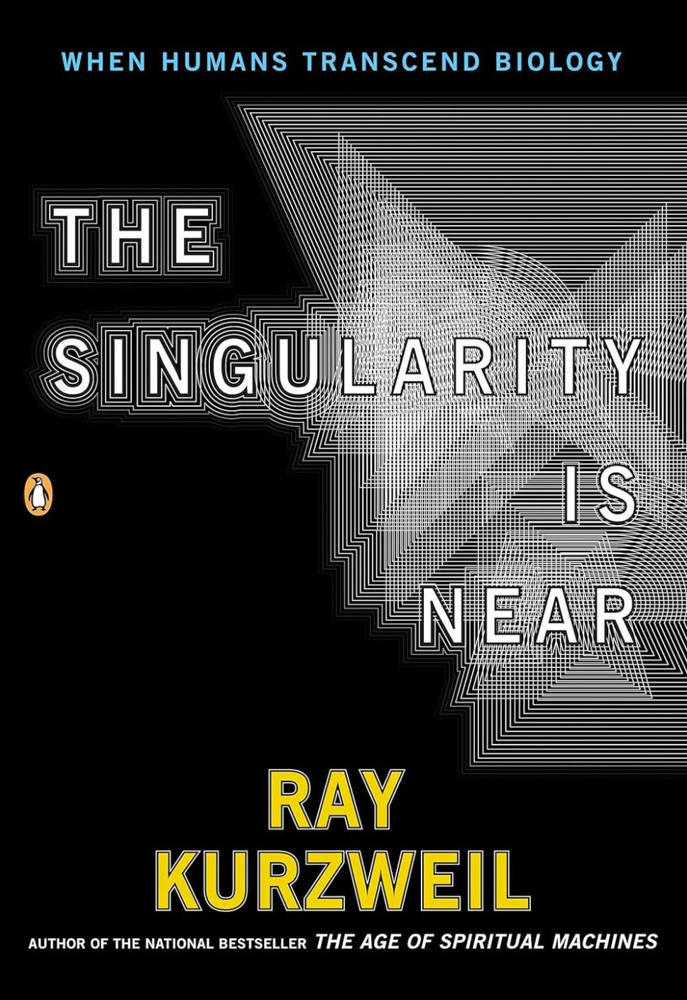 WHEN HUMANS TRANSCEND BIOLOGY
THE
SINGULARITY
IS
NEAR
RAY
KURZWEIL
AUTHOR OF THE NATIONAL BESTSELLER THE AGE OF SPIRITUAL MACHINES